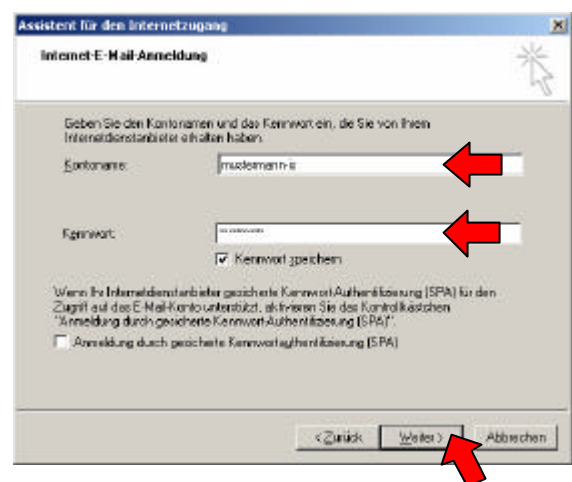 Assistent für den Internetzugang
Internet-E-Mail-Anmeldung
Geben Sie den Kontonamen und das Kennwort ein, die Sie von Ihrem
Internetdienstanbieter erhalten haben.
Kontoname:
mustermann-is
Kennwort:
Kennwort speichern
Wenn Ihr Internetdienstanbieter gesicherte Kennwort-Authentifizierung (SPA) für den
Zugriff auf das E-Mail-Konto unterstützt, aktivieren Sie das Kontrollkästchen
"Anmeldung durch gesicherte Kennwort-Authentifizierung (SPA)".
Anmeldung durch gesicherte Kennwortauthentifizierung (SPA)
< Zurück Weiter > Abbrechen